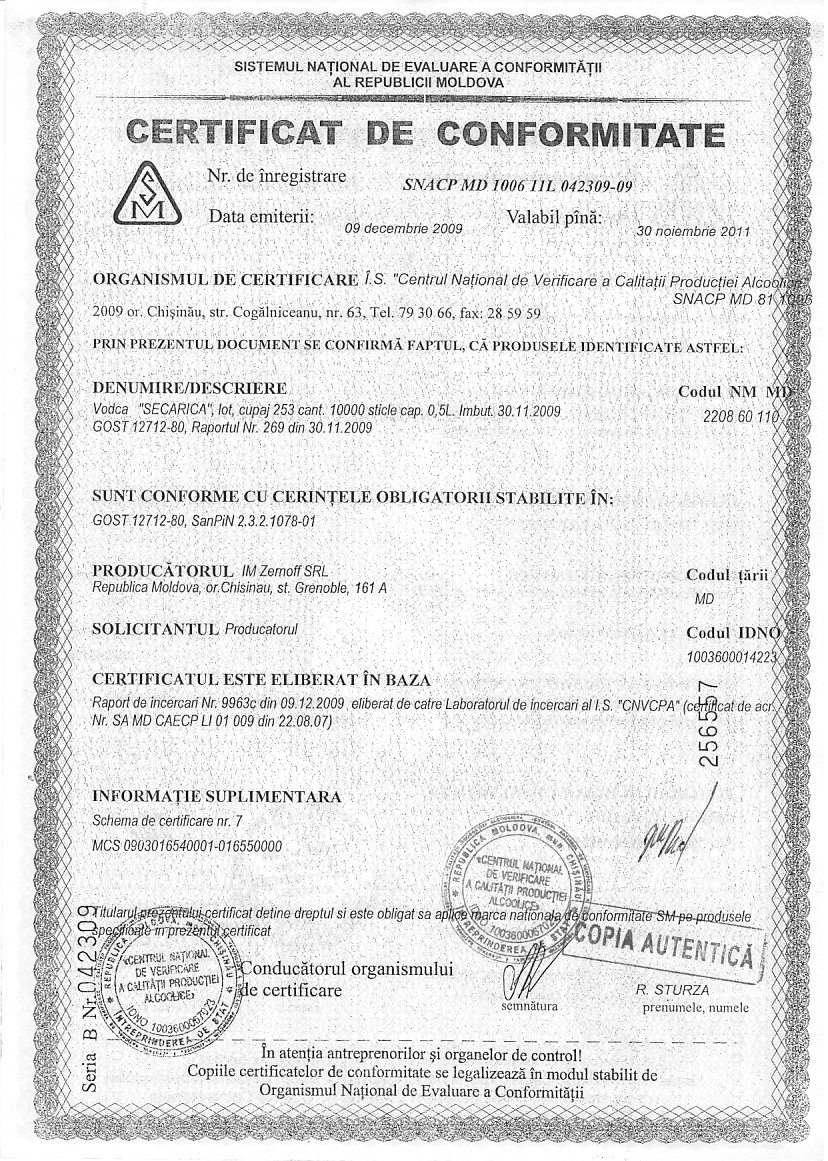 SISTEMUL NAȚIONAL DE EVALUARE A CONFORMITĂȚII
AL REPUBLICII MOLDOVA
CERTIFICAT DE CONFORMITATE
SM
Nr. de înregistrare SNACP MD 1006 11L 042309-09
Data emiterii: 09 decembrie 2009 Valabil pînă: 30 noiembrie 2011
ORGANISMUL DE CERTIFICARE Î.S. "Centrul Național de Verificare a Calității Producției Alcoolice"
SNACP MD 81 1006
2009 or. Chișinău, str. Cogălniceanu, nr. 63, Tel. 79 30 66, fax: 28 59 59
PRIN PREZENTUL DOCUMENT SE CONFIRMĂ FAPTUL, CĂ PRODUSELE IDENTIFICATE ASTFEL:
DENUMIRE/DESCRIERE Codul NM MD
Vodca "SECARICA", lot, cupaj 253 cant. 10000 sticle cap. 0,5L. Imbut. 30.11.2009 2208 60 110
GOST 12712-80, Raportul Nr. 269 din 30.11.2009
SUNT CONFORME CU CERINȚELE OBLIGATORII STABILITE ÎN:
GOST 12712-80, SanPiN 2.3.2.1078-01
PRODUCĂTORUL IM Zernoff SRL Codul țării
Republica Moldova, or.Chisinau, st. Grenoble, 161 A MD
SOLICITANTUL Producatorul Codul IDNO
1003600014223
CERTIFICATUL ESTE ELIBERAT ÎN BAZA
Raport de incercari Nr. 9963c din 09.12.2009 eliberat de catre Laboratorul de incercari al I.S. "CNVCPA" (certificat de acr.
Nr. SA MD CAECP LI 01 009 din 22.08.07)
256557
INFORMAȚIE SUPLIMENTARA
Schema de certificare nr. 7
MCS 0903016540001-016550000
REPUBLICA MOLDOVA, mun. CHIȘINĂU
«CENTRUL NAȚIONAL
DE VERIFICARE
A CALITĂȚII PRODUCȚIEI
ALCOOLICE»
IDNO 1003600057023
ÎNTREPRINDEREA DE STAT
Titularul prezentului certificat detine dreptul si este obligat sa aplice marca nationala de conformitate SM pe produsele
specificate in prezentul certificat
COPIA AUTENTICĂ
REPUBLICA MOLDOVA, mun. CHIȘINĂU
«CENTRUL NAȚIONAL
DE VERIFICARE
A CALITĂȚII PRODUCȚIEI
ALCOOLICE»
IDNO 1003600057023
ÎNTREPRINDEREA DE STAT
Conducătorul organismului
de certificare
semnătura
R. STURZA
prenumele, numele
Seria B Nr. 042309
În atenția antreprenorilor și organelor de control!
Copiile certificatelor de conformitate se legalizează în modul stabilit de
Organismul Național de Evaluare a Conformității